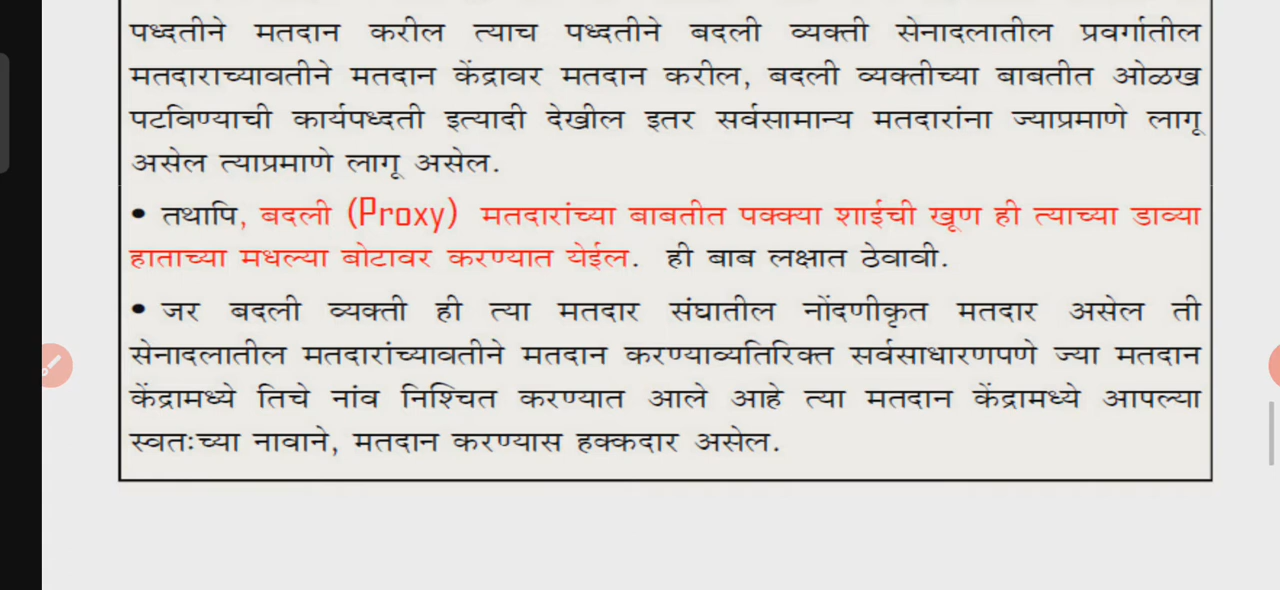 पध्दतीने मतदान करील त्याच पध्दतीने बदली व्यक्ती सेनादलातील प्रवर्गातील
मतदाराच्यावतीने मतदान केंद्रावर मतदान करील, बदली व्यक्तीच्या बाबतीत ओळख
पटविण्याची कार्यपध्दती इत्यादी देखील इतर सर्वसामान्य मतदारांना ज्याप्रमाणे लागू
असेल त्याप्रमाणे लागू असेल.
• तथापि, बदली (Proxy) मतदारांच्या बाबतीत पक्क्या शाईची खूण ही त्याच्या डाव्या
हाताच्या मधल्या बोटावर करण्यात येईल. ही बाब लक्षात ठेवावी.
• जर बदली व्यक्ती ही त्या मतदार संघातील नोंदणीकृत मतदार असेल ती
सेनादलातील मतदारांच्यावतीने मतदान करण्याव्यतिरिक्त सर्वसाधारणपणे ज्या मतदान
केंद्रामध्ये तिचे नांव निश्चित करण्यात आले आहे त्या मतदान केंद्रामध्ये आपल्या
स्वतःच्या नावाने, मतदान करण्यास हक्कदार असेल.